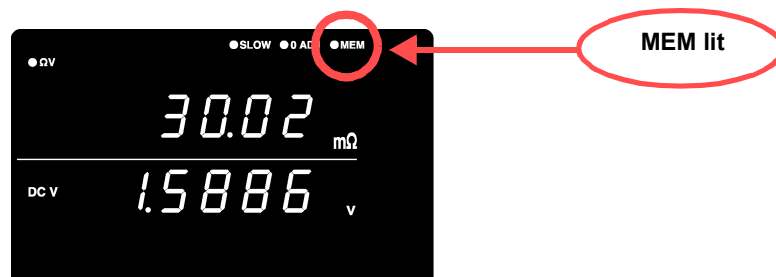 ●SLOW ●0 AD ●MEM
MEM lit
●ΩV
30.02 mΩ
DC V 1.5886 V